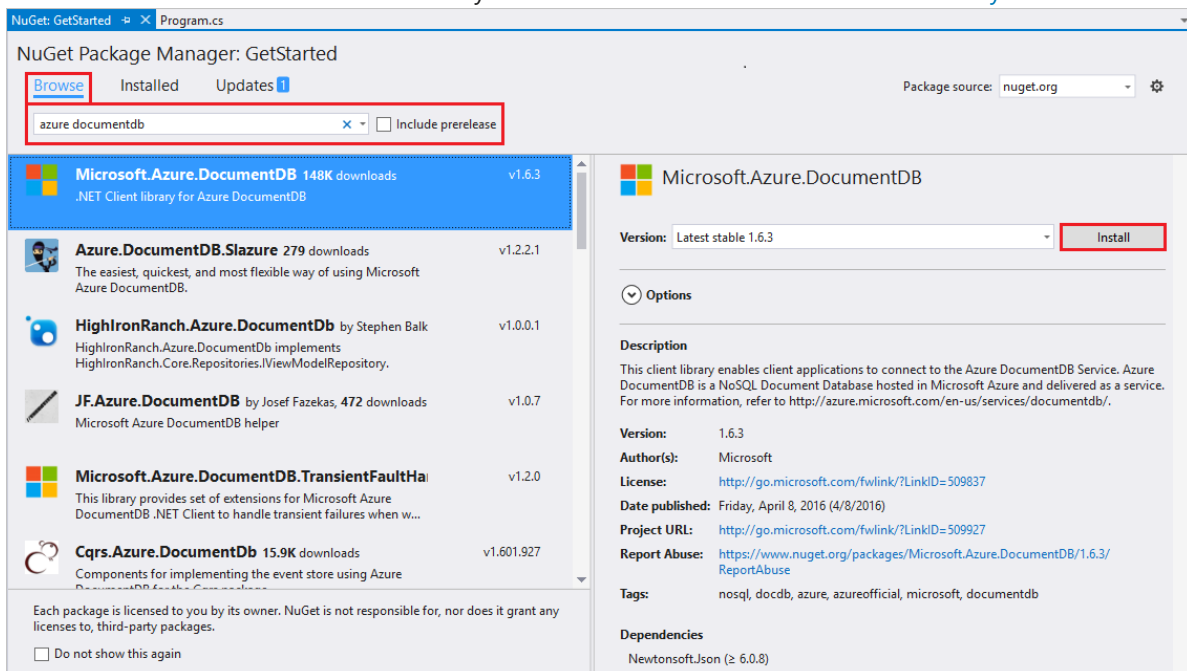 NuGet: GetStarted
Program.cs
NuGet Package Manager: GetStarted
Browse Installed Updates 1
Package source: nuget.org
azure documentdb
Include prerelease
Microsoft.Azure.DocumentDB 148K downloads v1.6.3
.NET Client library for Azure DocumentDB
Azure.DocumentDB.Slazure 279 downloads v1.2.2.1
The easiest, quickest, and most flexible way of using Microsoft
Azure DocumentDB.
HighIronRanch.Azure.DocumentDb by Stephen Balk v1.0.0.1
HighIronRanch.Azure.DocumentDb implements
HighIronRanch.Core.Repositories.IViewModelRepository.
JF.Azure.DocumentDB by Josef Fazekas, 472 downloads v1.0.7
Microsoft Azure DocumentDB helper
Microsoft.Azure.DocumentDB.TransientFaultHa v1.2.0
This library provides set of extensions for Microsoft Azure
DocumentDB .NET Client to handle transient failures when w...
Cqrs.Azure.DocumentDb 15.9K downloads v1.601.927
Components for implementing the event store using Azure
DocumentDB for the Cqrs package
Each package is licensed to you by its owner. NuGet is not responsible for, nor does it grant any
licenses to, third-party packages.
Do not show this again
Microsoft.Azure.DocumentDB
Version: Latest stable 1.6.3 Install
Options
Description
This client library enables client applications to connect to the Azure DocumentDB Service. Azure
DocumentDB is a NoSQL Document Database hosted in Microsoft Azure and delivered as a service.
For more information, refer to http://azure.microsoft.com/en-us/services/documentdb/.
Version: 1.6.3
Author(s): Microsoft
License: http://go.microsoft.com/fwlink/?LinkID=509837
Date published: Friday, April 8, 2016 (4/8/2016)
Project URL: http://go.microsoft.com/fwlink/?LinkID=509927
Report Abuse: https://www.nuget.org/packages/Microsoft.Azure.DocumentDB/1.6.3/
ReportAbuse
Tags: nosql, docdb, azure, azureofficial, microsoft, documentdb
Dependencies
Newtonsoft.Json (≥ 6.0.8)